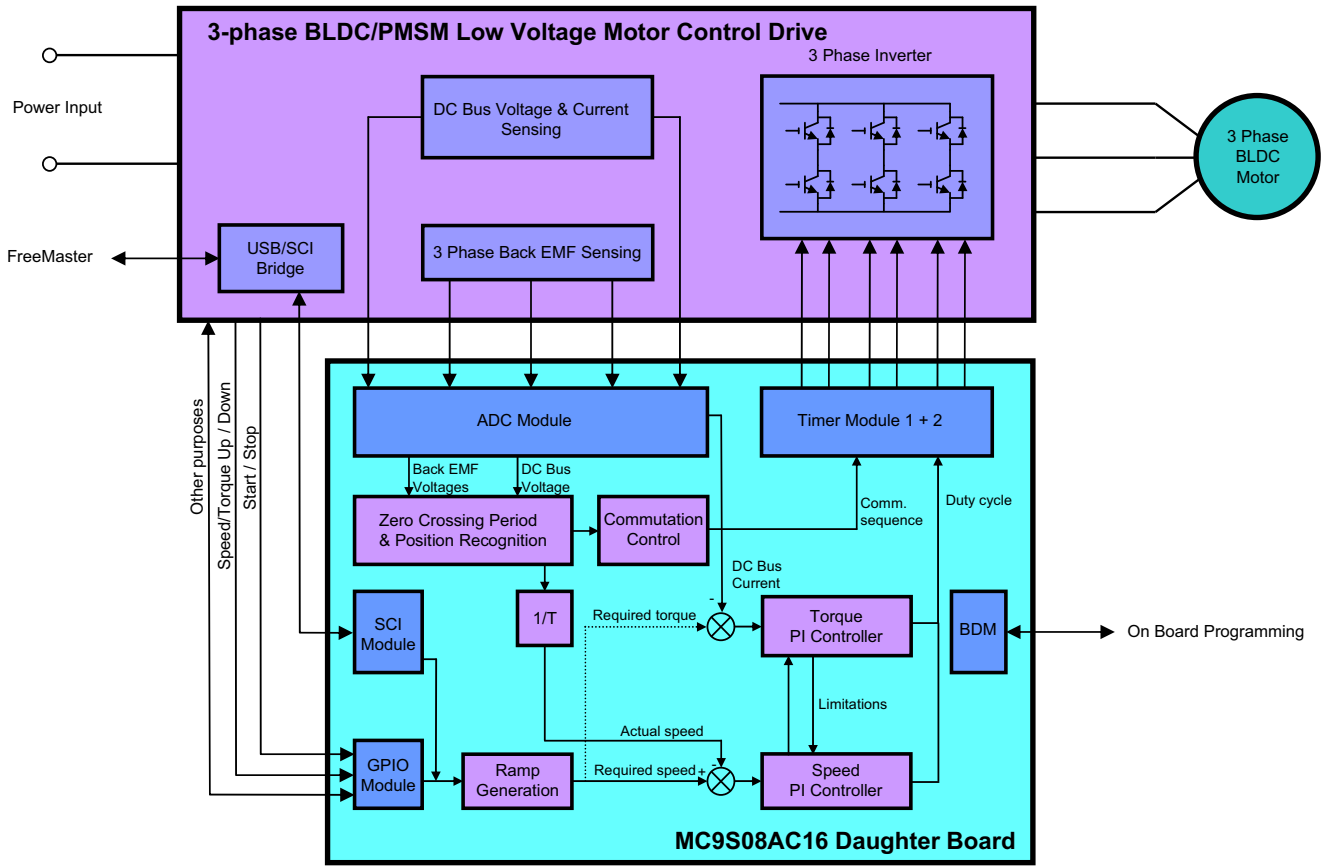 3-phase BLDC/PMSM Low Voltage Motor Control Drive
3 Phase Inverter
Power Input
DC Bus Voltage & Current
Sensing
3 Phase
BLDC
Motor
FreeMaster
USB/SCI
Bridge
3 Phase Back EMF Sensing
Other purposes
Speed/Torque Up / Down
Start / Stop
ADC Module
Timer Module 1 + 2
Back EMF
Voltages
DC Bus
Voltage
Zero Crossing Period
& Position Recognition
Commutation
Control
Comm.
sequence
Duty cycle
DC Bus
Current
-
1/T
Required torque
Torque
PI Controller
SCI
Module
BDM
On Board Programming
Limitations
Actual speed
-
GPIO
Module
Ramp
Generation
Required speed
+
Speed
PI Controller
MC9S08AC16 Daughter Board